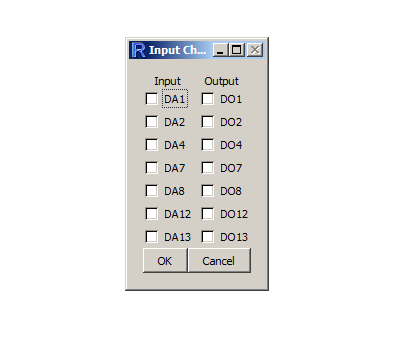 Input Ch...
Input Output
DA1 DO1
DA2 DO2
DA4 DO4
DA7 DO7
DA8 DO8
DA12 DO12
DA13 DO13
OK Cancel